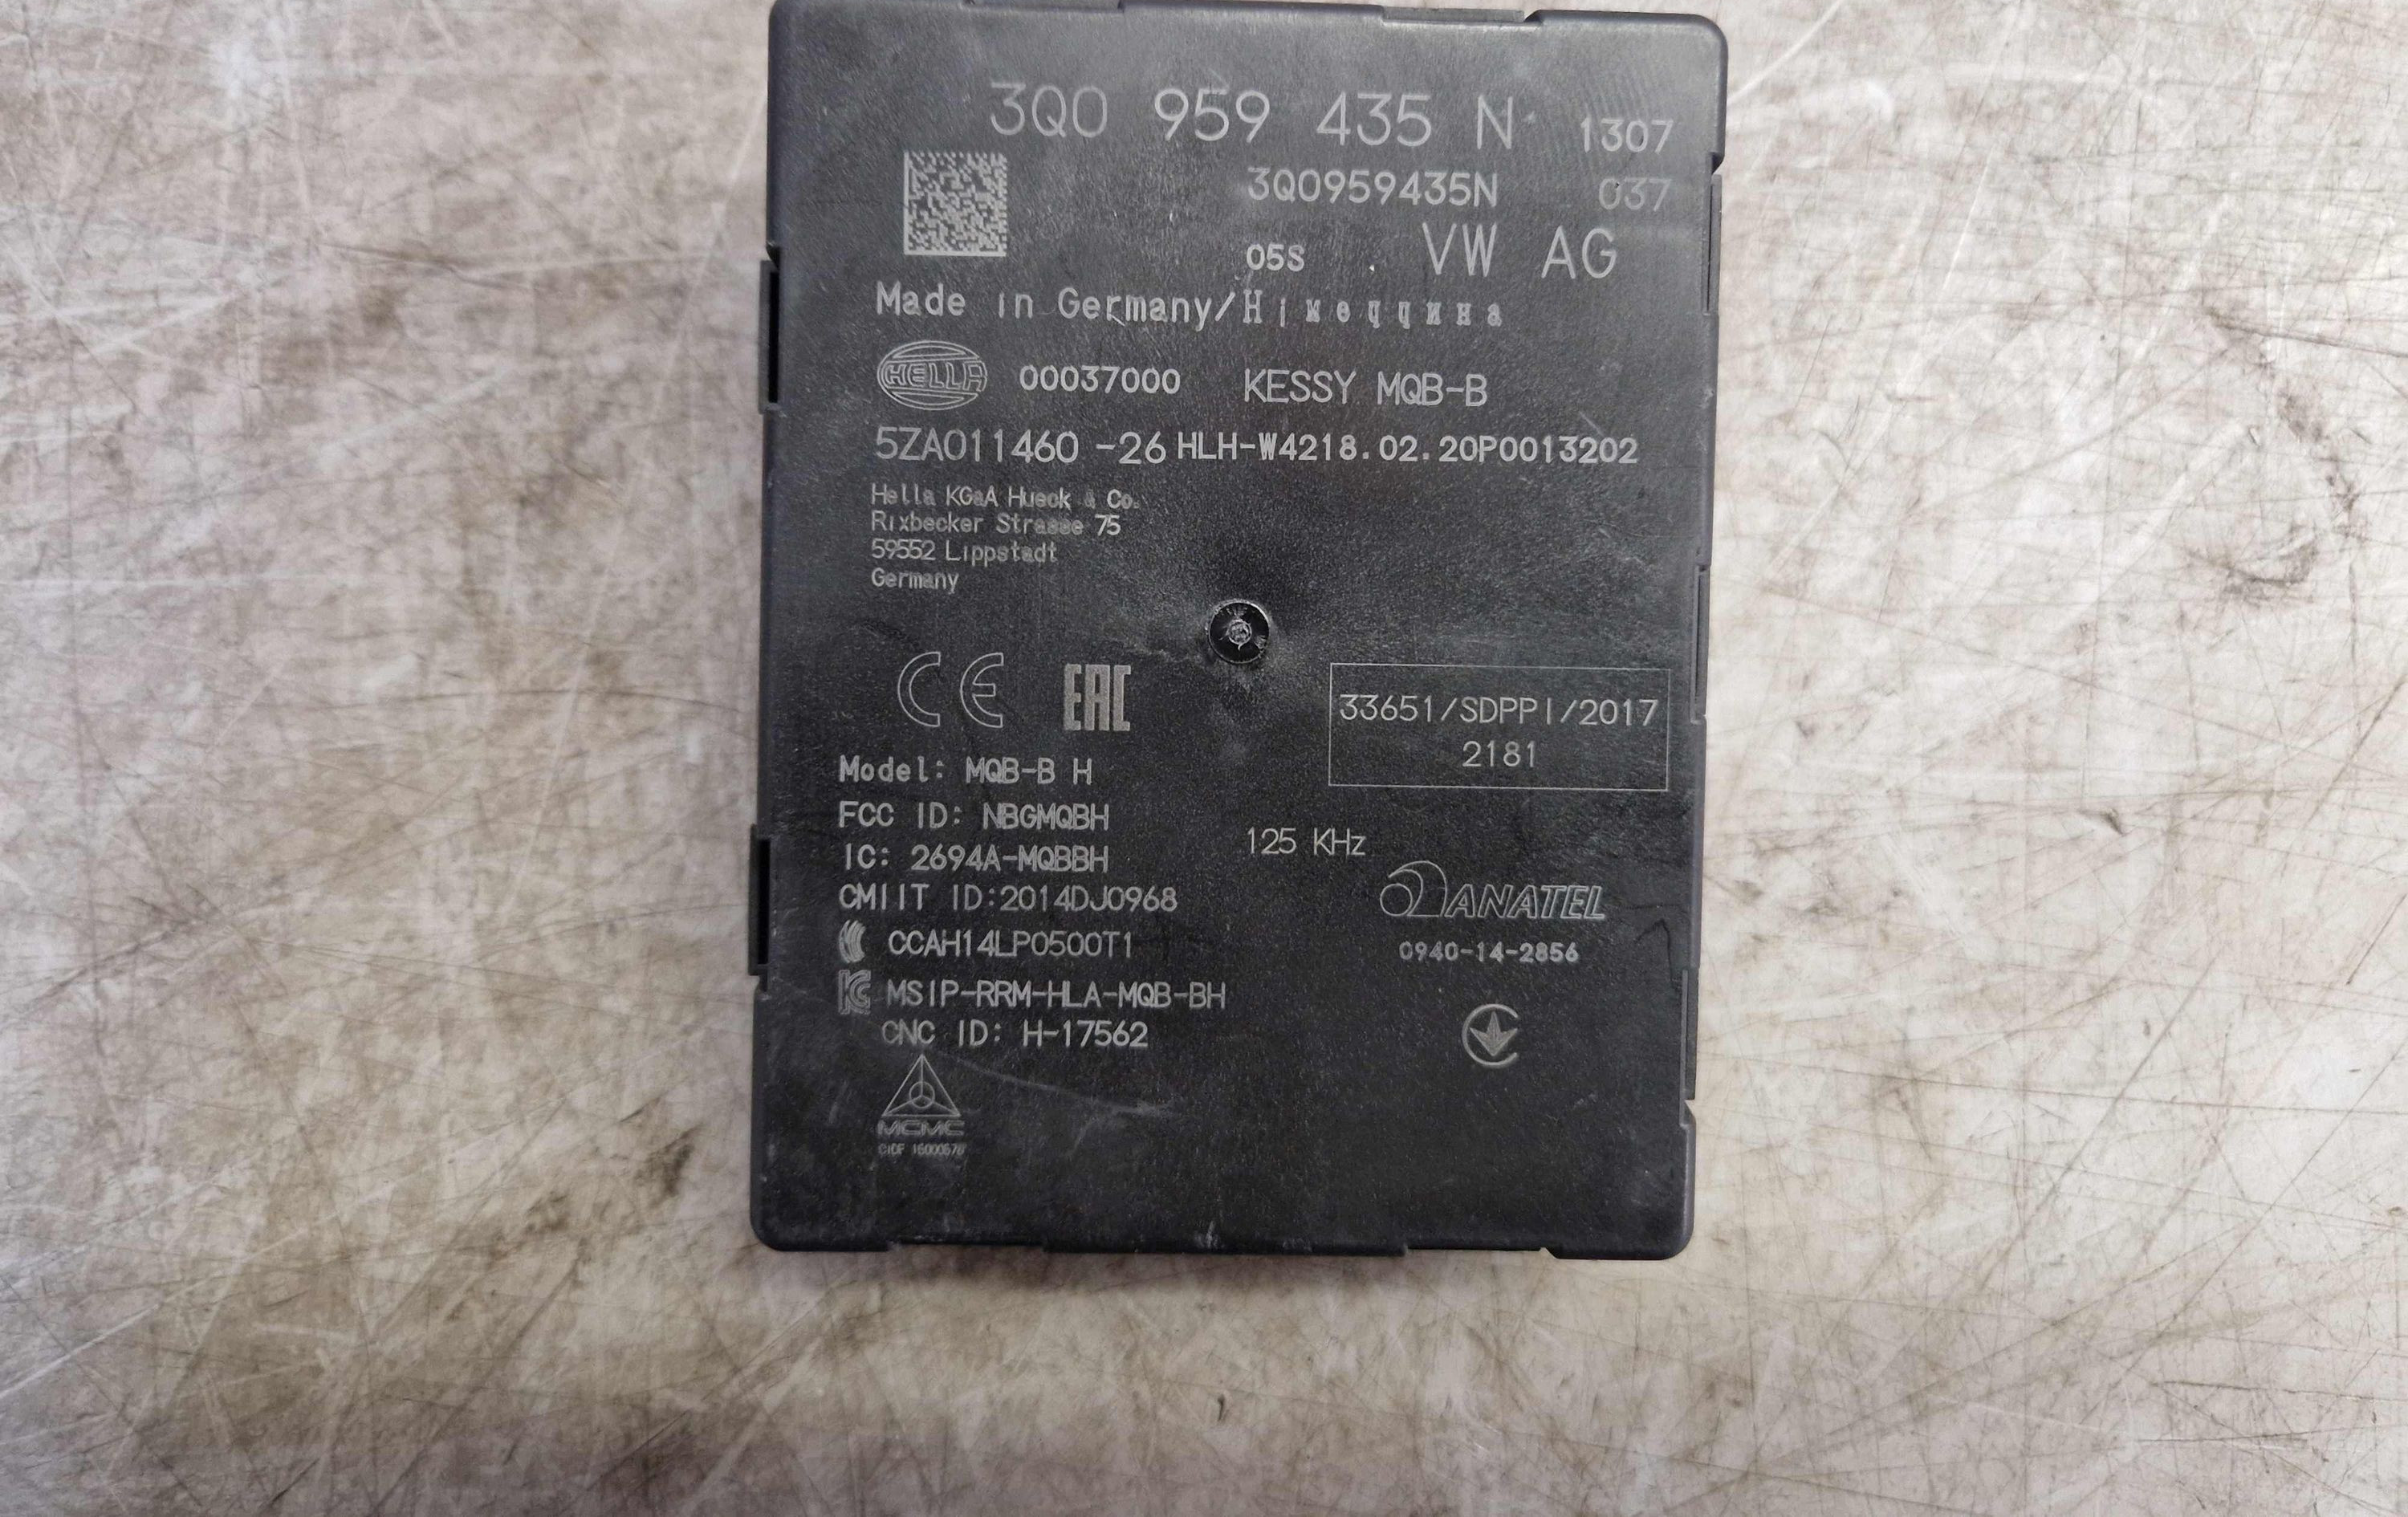 3Q0 959 435 N 1307
3Q0959435N 037
05S VW AG
Made in Germany/Німеччина
HELLA 00037000 KESSY MQB-B
5ZA011460 -26 HLH-W4218.02.20P0013202
Hella KGaA Hueck & Co.
Rixbecker Strasse 75
59552 Lippstadt
Germany
CE EAC
33651/SDPPI/2017
2181
Model: MQB-B H
FCC ID: NBGMQBH
IC: 2694A-MQBBH
CMIIT ID:2014DJ0968
CCAH14LP0500T1
MSIP-RRM-HLA-MQB-BH
CNC ID: H-17562
MCMC
125 KHz
ANATEL
0940-14-2856